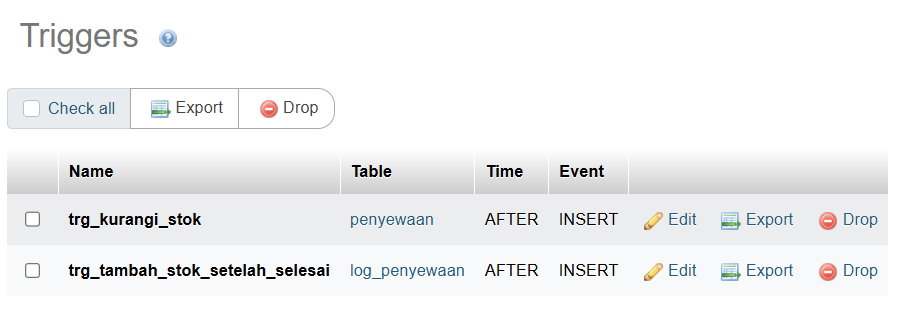 Triggers
Check all Export Drop
Name Table Time Event
trg_kurangi_stok penyewaan AFTER INSERT Edit Export Drop
trg_tambah_stok_setelah_selesai log_penyewaan AFTER INSERT Edit Export Drop